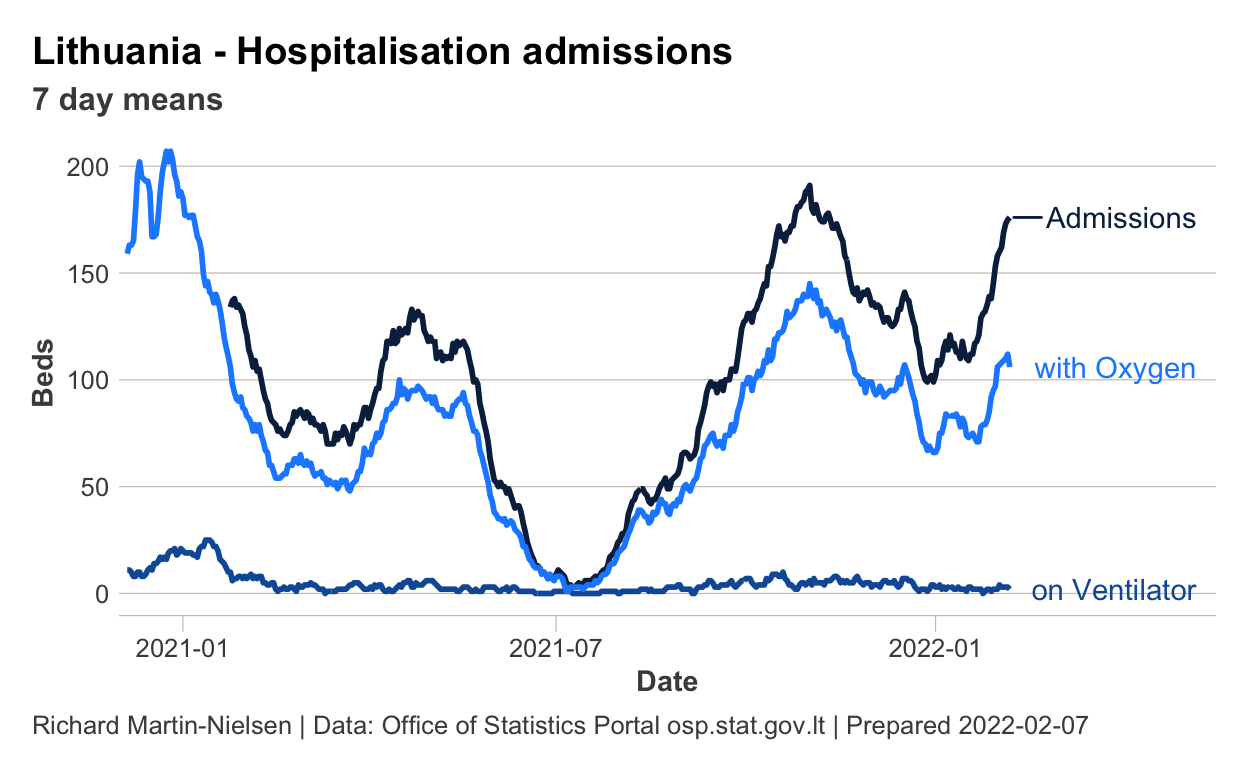 Lithuania - Hospitalisation admissions
7 day means
200
150
100
50
0
Beds
Admissions
with Oxygen
on Ventilator
2021-01
2021-07
2022-01
Date
Richard Martin-Nielsen | Data: Office of Statistics Portal osp.stat.gov.lt | Prepared 2022-02-07